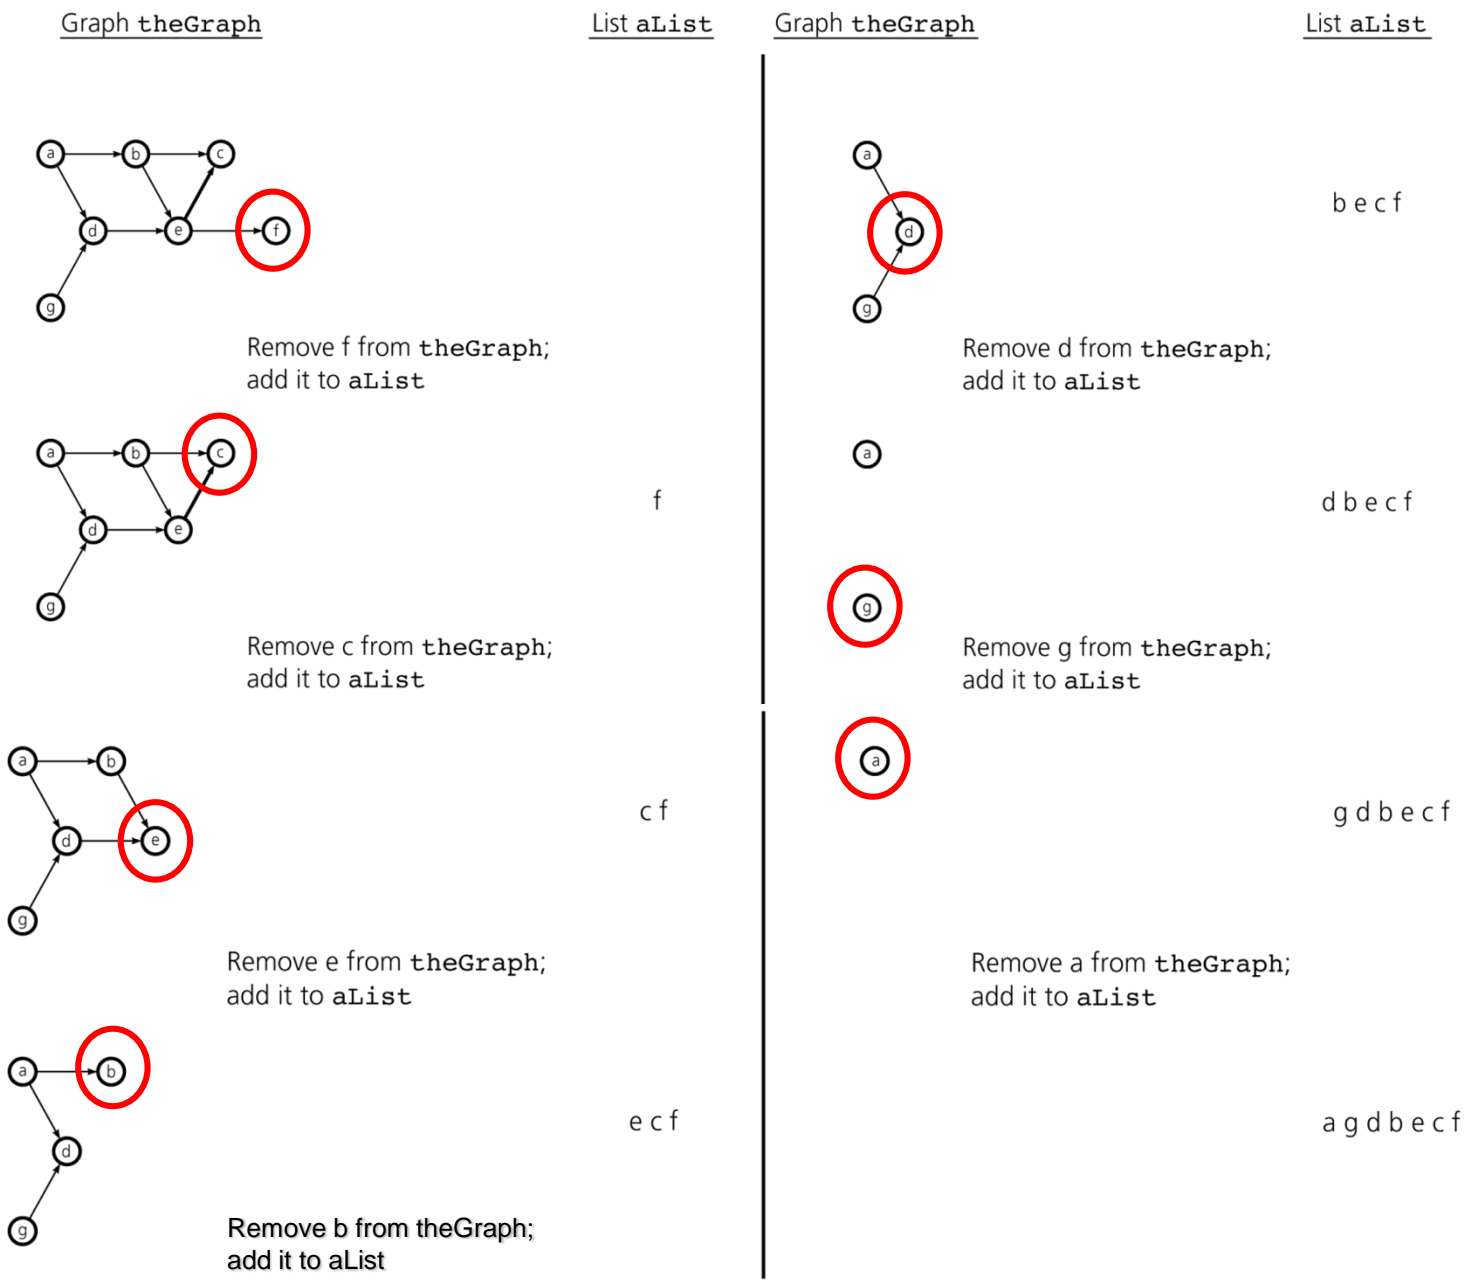 Graph theGraph
List aList
a
b
c
d
e
f
g
Remove f from theGraph;
add it to aList
a
b
c
f
d
e
g
Remove c from theGraph;
add it to aList
a
b
c f
d
e
g
Remove e from theGraph;
add it to aList
a
b
e c f
d
g
Remove b from theGraph;
add it to aList
Graph theGraph
List aList
a
b e c f
d
g
Remove d from theGraph;
add it to aList
a
d b e c f
g
Remove g from theGraph;
add it to aList
a
g d b e c f
Remove a from theGraph;
add it to aList
a g d b e c f